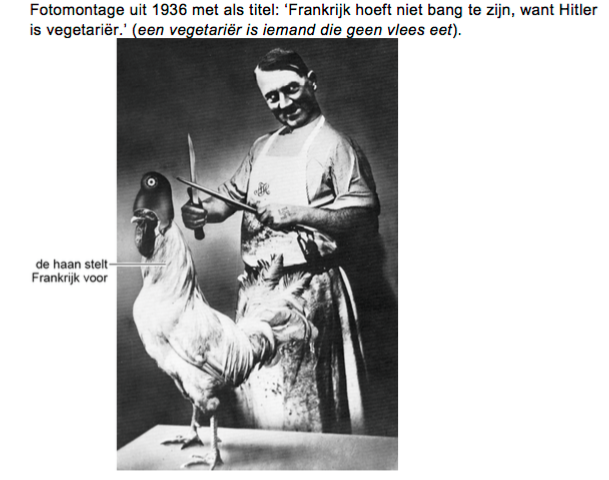 Fotomontage uit 1936 met als titel: ‘Frankrijk hoeft niet bang te zijn, want Hitler
is vegetariër.’ (een vegetariër is iemand die geen vlees eet).
de haan stelt
Frankrijk voor